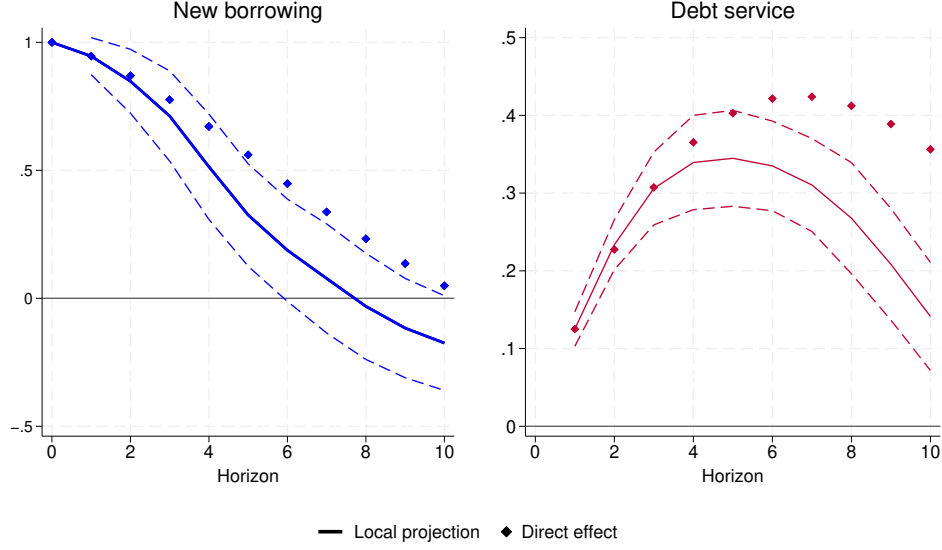 New borrowing
1
.5
0
−.5
0 2 4 6 8 10
Horizon
Debt service
.5
.4
.3
.2
.1
0
0 2 4 6 8 10
Horizon
Local projection Direct effect